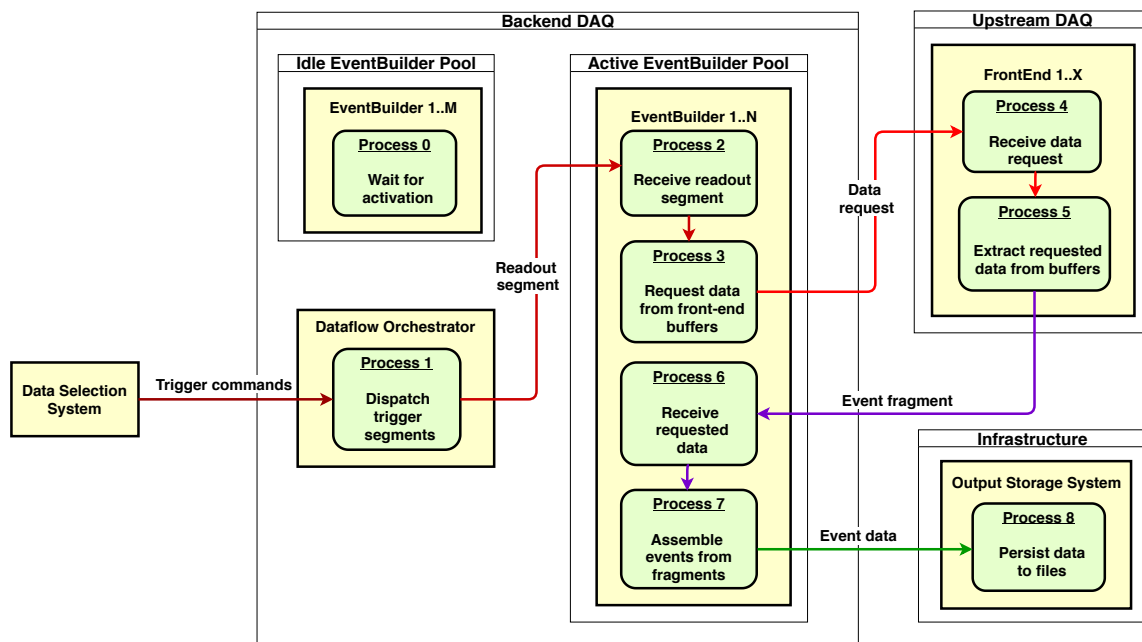 Backend DAQ
Upstream DAQ
Idle EventBuilder Pool
EventBuilder 1..M
Process 0
Wait for
activation
Active EventBuilder Pool
EventBuilder 1..N
Process 2
Receive readout
segment
Process 3
Request data
from front-end
buffers
Process 6
Receive
requested
data
Process 7
Assemble
events from
fragments
FrontEnd 1..X
Process 4
Receive data
request
Process 5
Extract requested
data from buffers
Data
request
Readout
segment
Dataflow Orchestrator
Process 1
Dispatch
trigger
segments
Data Selection
System
Trigger commands
Event fragment
Infrastructure
Output Storage System
Process 8
Persist data
to files
Event data